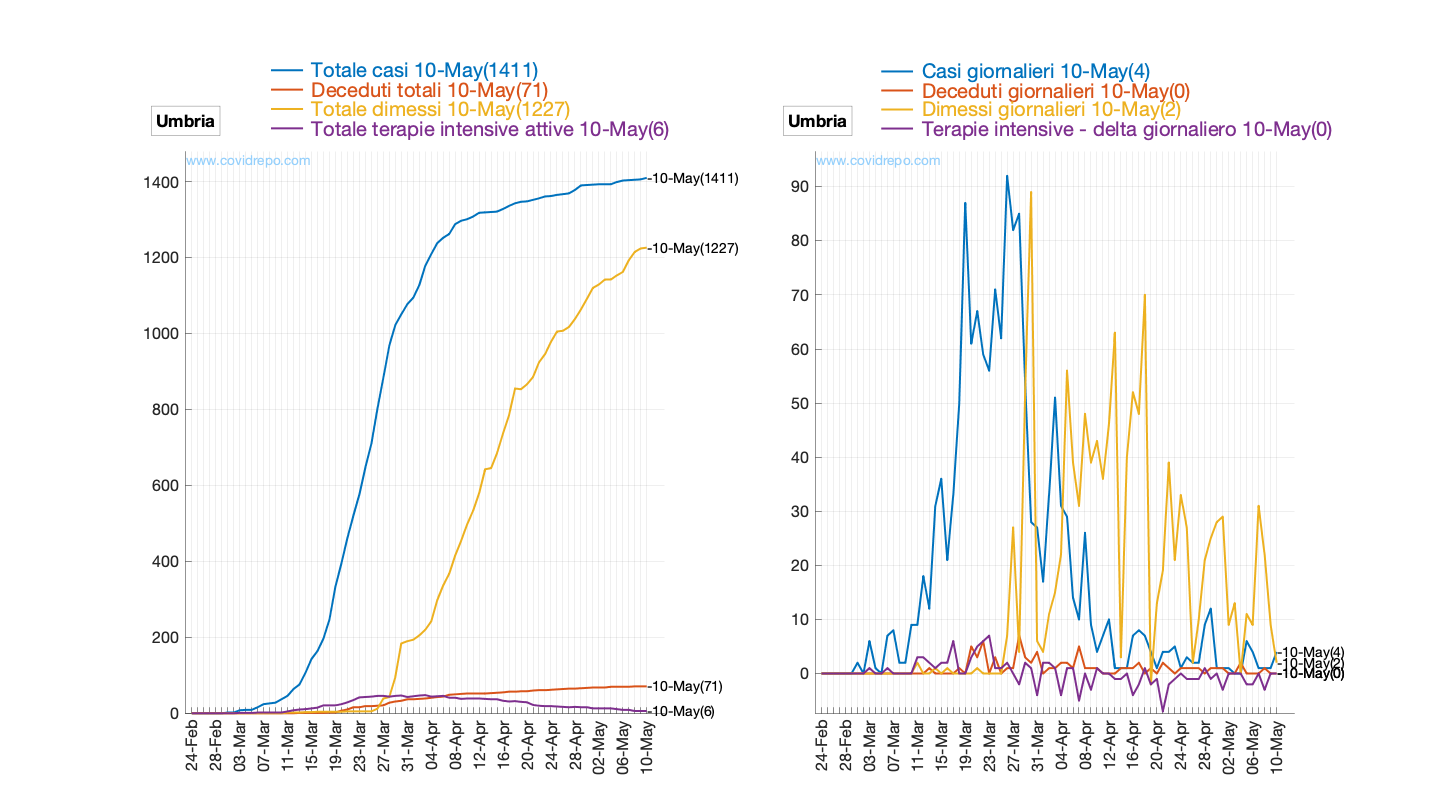 Totale casi 10-May(1411)
Deceduti totali 10-May(71)
Totale dimessi 10-May(1227)
Totale terapie intensive attive 10-May(6)
Umbria
www.covidrepo.com
1400
1200
1000
800
600
400
200
0
-10-May(1411)
-10-May(1227)
-10-May(71)
-10-May(6)
24-Feb
28-Feb
03-Mar
07-Mar
11-Mar
15-Mar
19-Mar
23-Mar
27-Mar
31-Mar
04-Apr
08-Apr
12-Apr
16-Apr
20-Apr
24-Apr
28-Apr
02-May
06-May
10-May
Casi giornalieri 10-May(4)
Deceduti giornalieri 10-May(0)
Dimessi giornalieri 10-May(2)
Terapie intensive - delta giornaliero 10-May(0)
Umbria
www.covidrepo.com
90
80
70
60
50
40
30
20
10
0
-10-May(4)
-10-May(2)
-10-May(0)
24-Feb
28-Feb
03-Mar
07-Mar
11-Mar
15-Mar
19-Mar
23-Mar
27-Mar
31-Mar
04-Apr
08-Apr
12-Apr
16-Apr
20-Apr
24-Apr
28-Apr
02-May
06-May
10-May